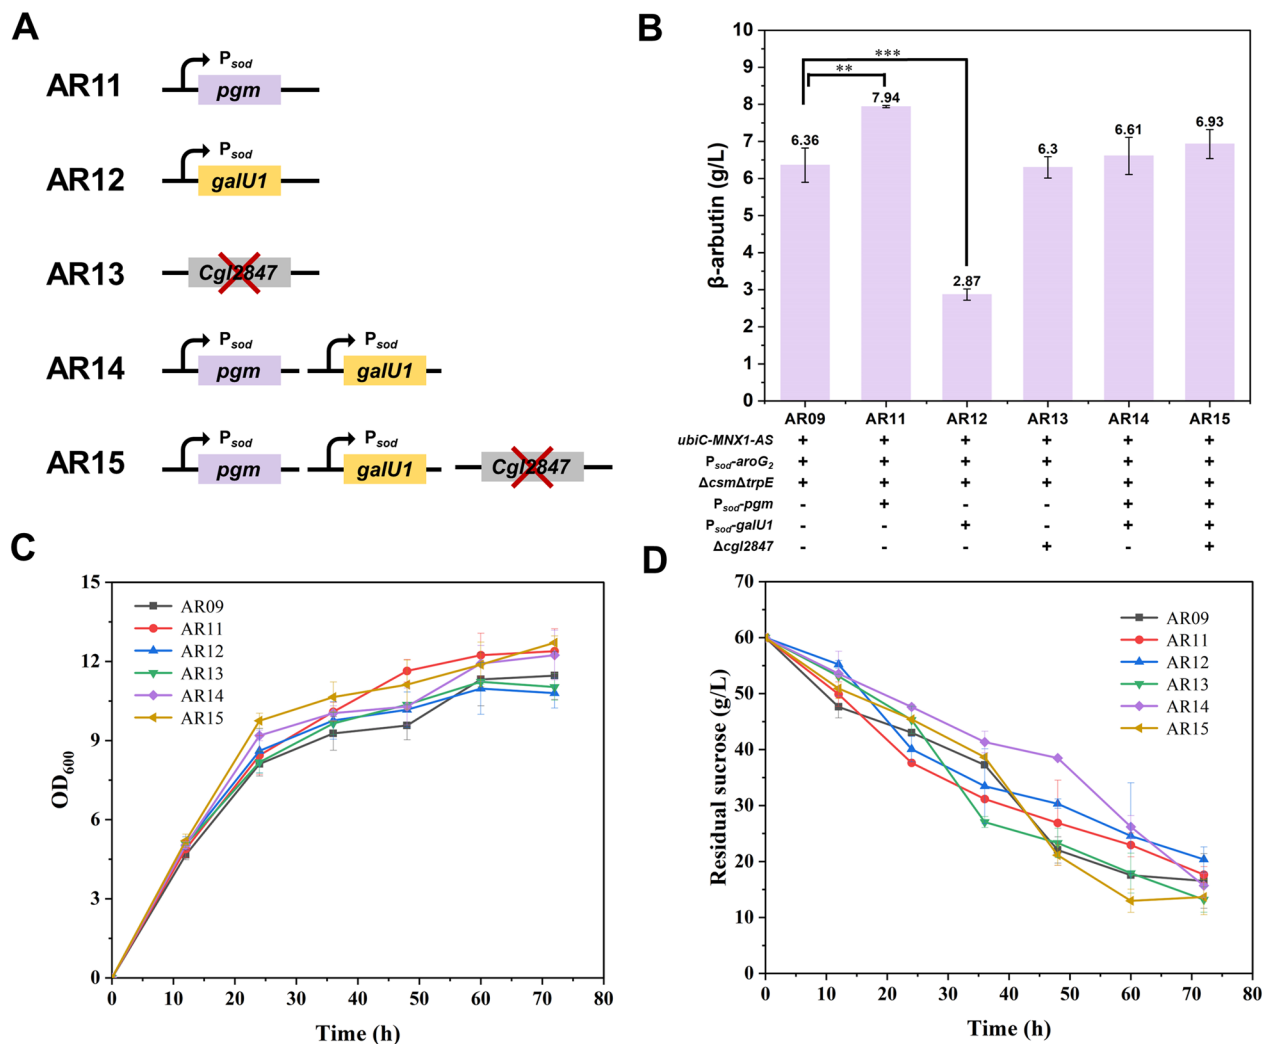 A
AR11
Psod
pgm
AR12
Psod
galU1
AR13
Cgl2847
AR14
Psod
pgm
Psod
galU1
AR15
Psod
pgm
Psod
galU1
Cgl2847
B
β-arbutin (g/L)
10
9
8
7
6
5
4
3
2
1
0
***
**
6.36
7.94
2.87
6.3
6.61
6.93
AR09 AR11 AR12 AR13 AR14 AR15
ubiC-MNX1-AS + + + + + +
Psod-aroG2 + + + + + +
ΔcsmΔtrpE + + + + + +
Psod-pgm - + - - + +
Psod-galU1 - - + - + +
Δcgl2847 - - - + - +
C
OD600
15
12
9
6
3
0
AR09
AR11
AR12
AR13
AR14
AR15
0 10 20 30 40 50 60 70 80
Time (h)
D
Residual sucrose (g/L)
70
60
50
40
30
20
10
0
AR09
AR11
AR12
AR13
AR14
AR15
0 10 20 30 40 50 60 70 80
Time (h)